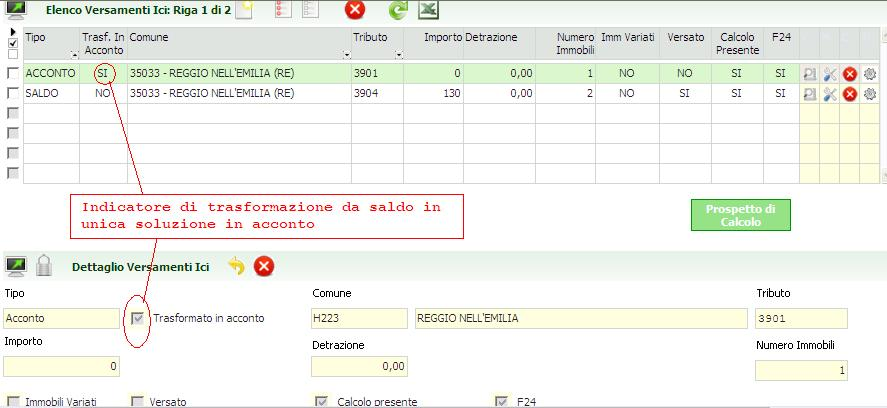 Elenco Versamenti Ici: Riga 1 di 2
Tipo Trasf. In Acconto Comune Tributo Importo Detrazione Numero Immobili Imm Variati Versato Calcolo Presente F24
ACCONTO SI 35033 - REGGIO NELL'EMILIA (RE) 3901 0 0,00 1 NO NO SI SI
SALDO NO 35033 - REGGIO NELL'EMILIA (RE) 3904 130 0,00 2 NO SI SI SI
Indicatore di trasformazione da saldo in
unica soluzione in acconto
Prospetto di
Calcolo
Dettaglio Versamenti Ici
Tipo Comune Tributo
Acconto Trasformato in acconto H223 REGGIO NELL'EMILIA 3901
Importo Detrazione Numero Immobili
0 0,00 1
Immobili Variati Versato Calcolo presente F24